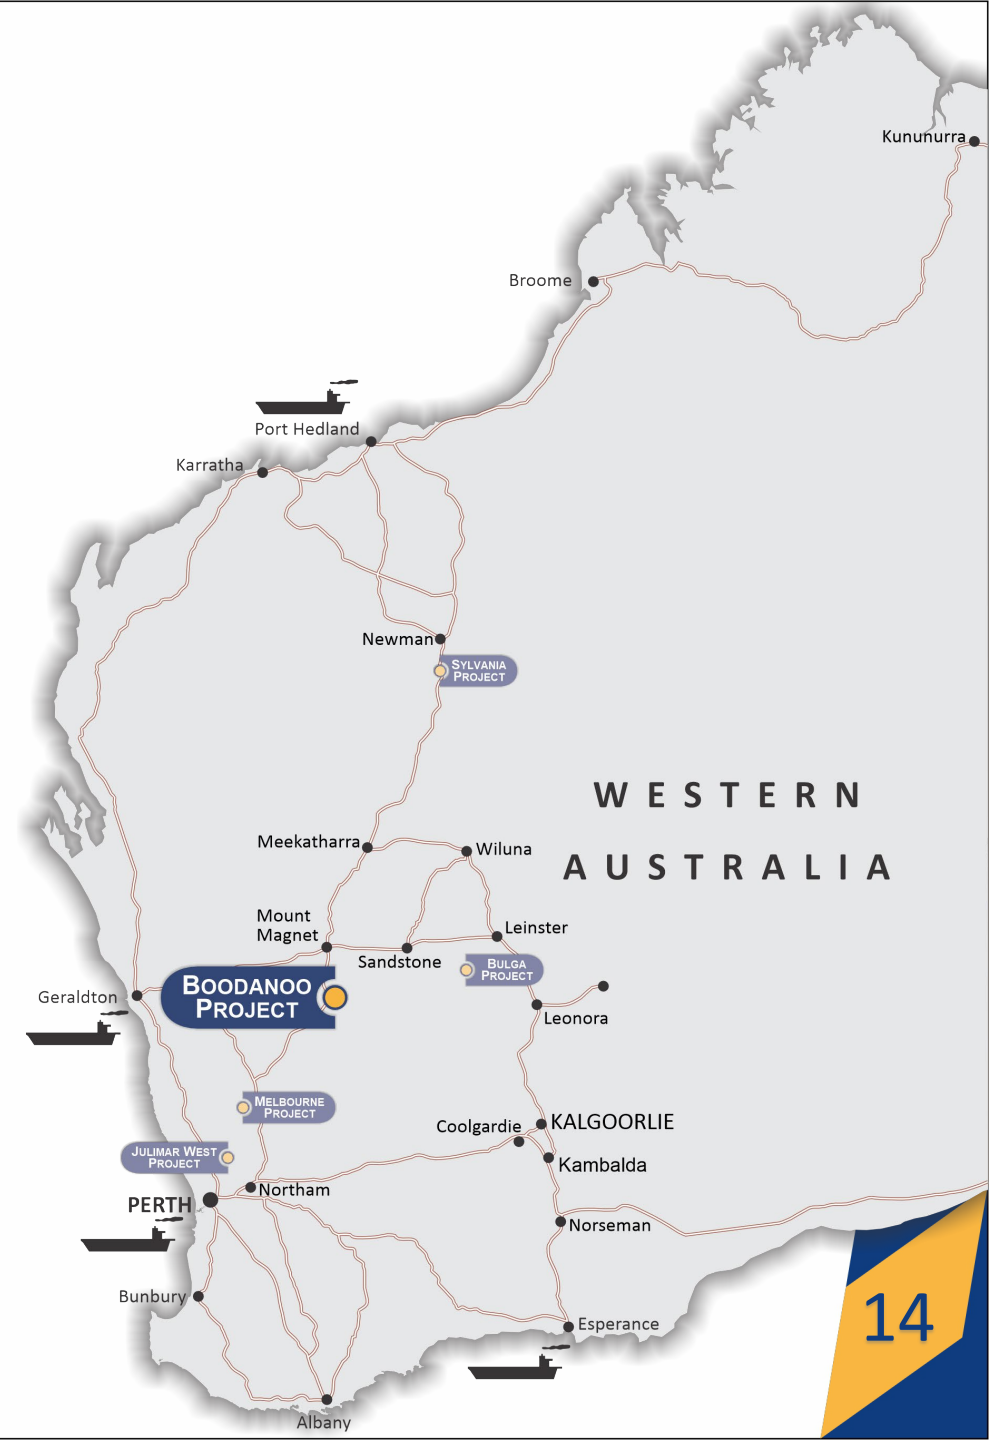 Kununurra
Broome
Port Hedland
Karratha
Newman
SYLVANIA
PROJECT
WESTERN
AUSTRALIA
Meekatharra
Wiluna
Mount
Magnet
Leinster
Sandstone
BULGA
PROJECT
BOODANOO
PROJECT
Geraldton
Leonora
MELBOURNE
PROJECT
Coolgardie
KALGOORLIE
JULIMAR WEST
PROJECT
Kambalda
Northam
PERTH
Norseman
Bunbury
Esperance
14
Albany